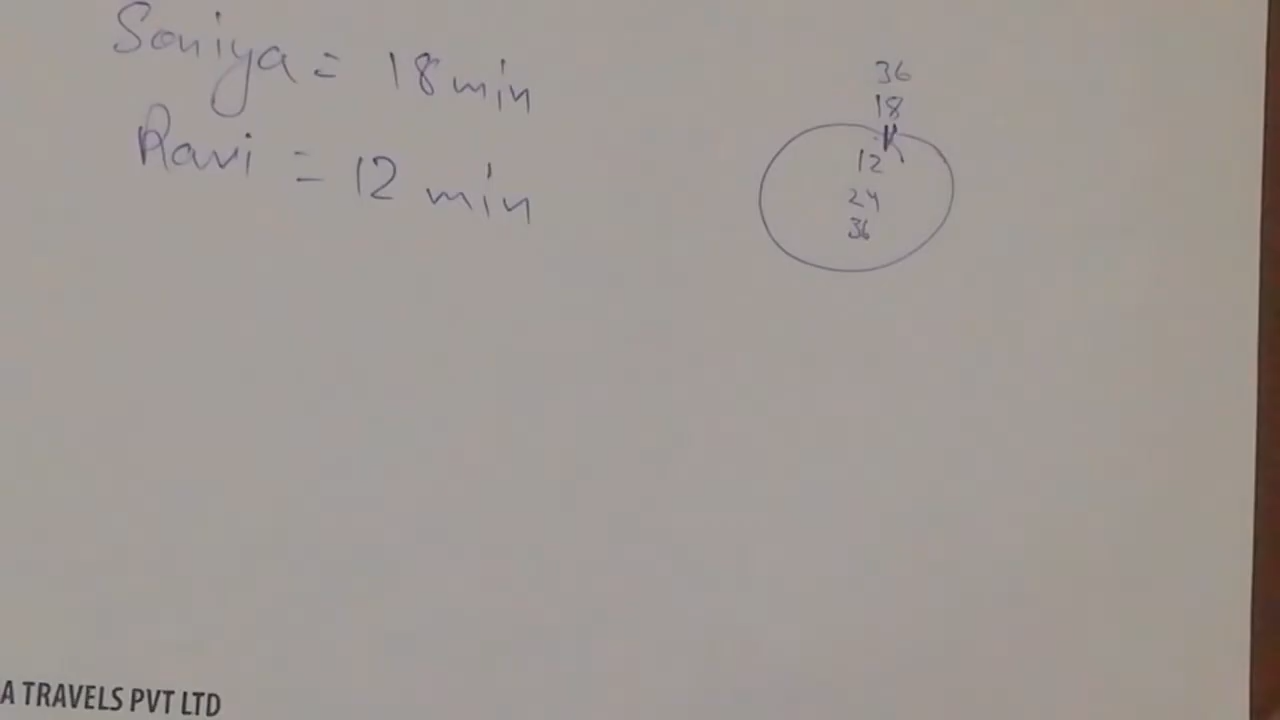 Soniya = 18 min
Ravi = 12 min
36
18
12
24
36
A TRAVELS PVT LTD